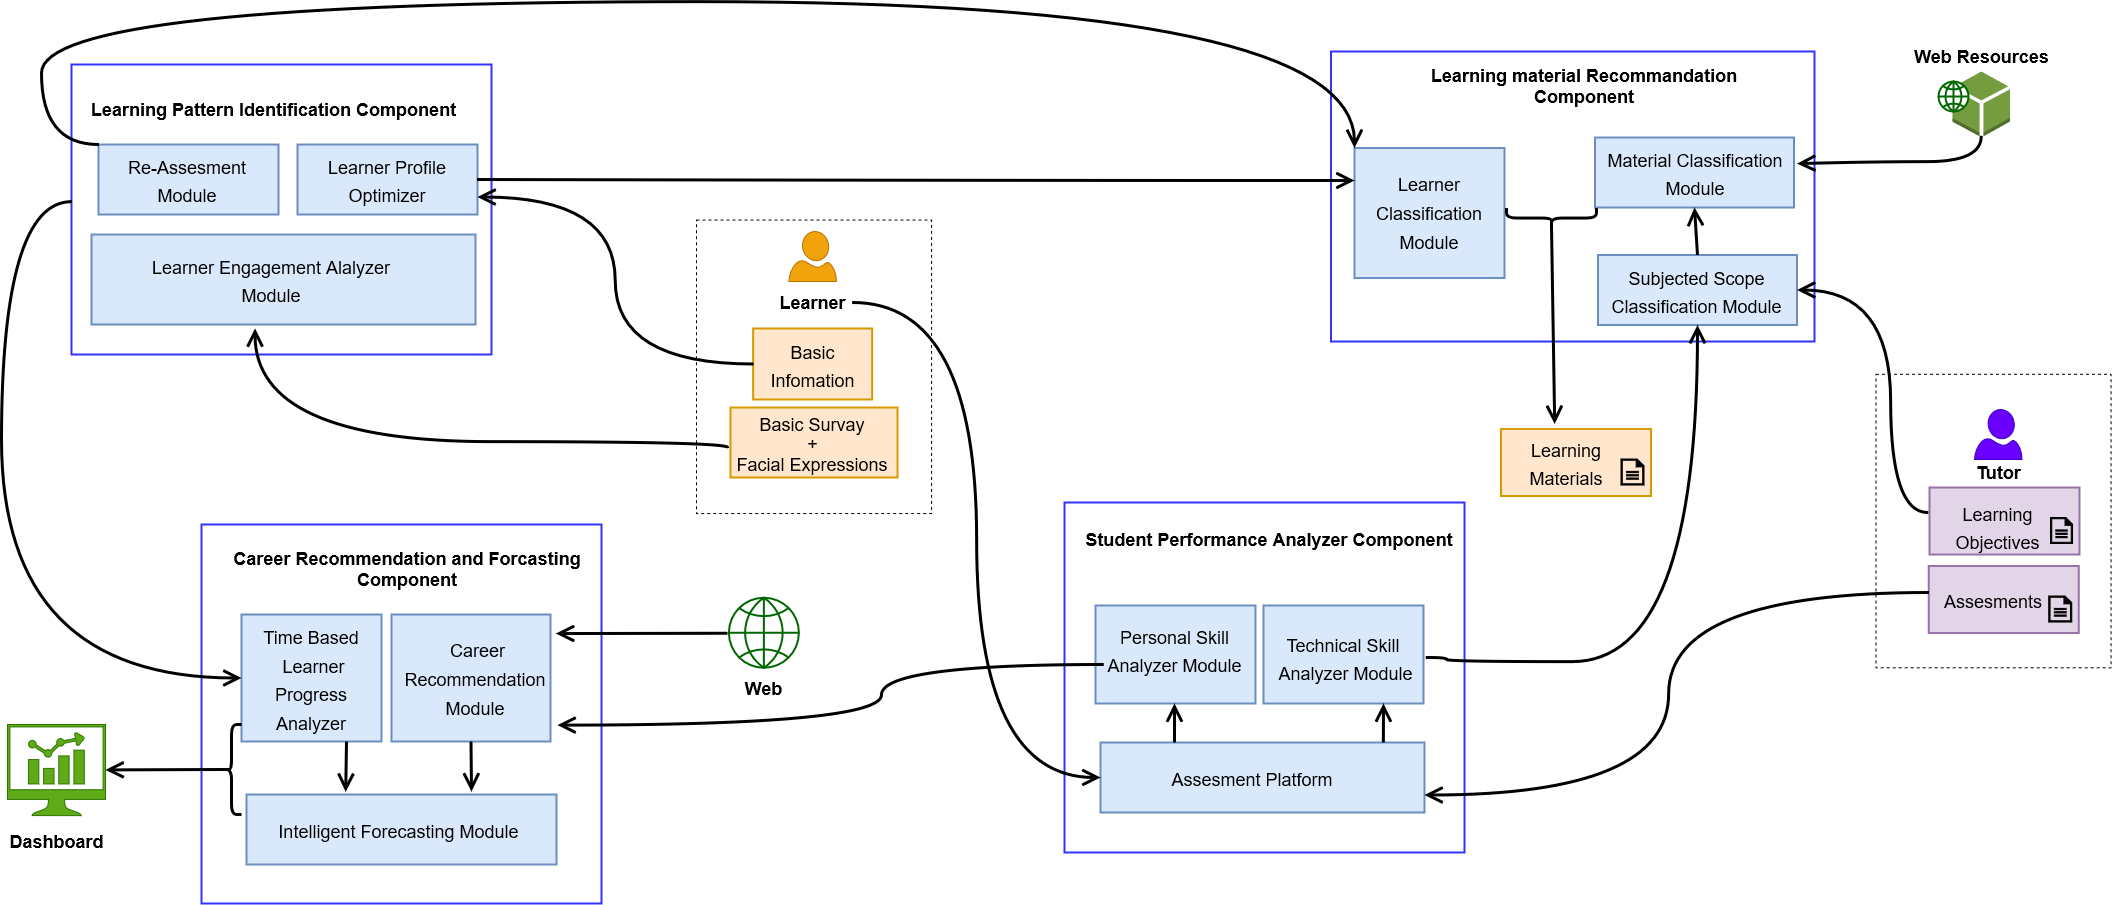 Learning Pattern Identification Component
Re-Assesment
Module
Learner Profile
Optimizer
Learner Engagement Alalyzer
Module
Learner
Basic
Infomation
Basic Survay
+
Facial Expressions
Learning material Recommandation
Component
Learner
Classification
Module
Material Classification
Module
Subjected Scope
Classification Module
Web Resources
Learning
Materials
Tutor
Learning
Objectives
Assesments
Career Recommendation and Forcasting
Component
Time Based
Learner
Progress
Analyzer
Career
Recommendation
Module
Intelligent Forecasting Module
Dashboard
Web
Student Performance Analyzer Component
Personal Skill
Analyzer Module
Technical Skill
Analyzer Module
Assesment Platform